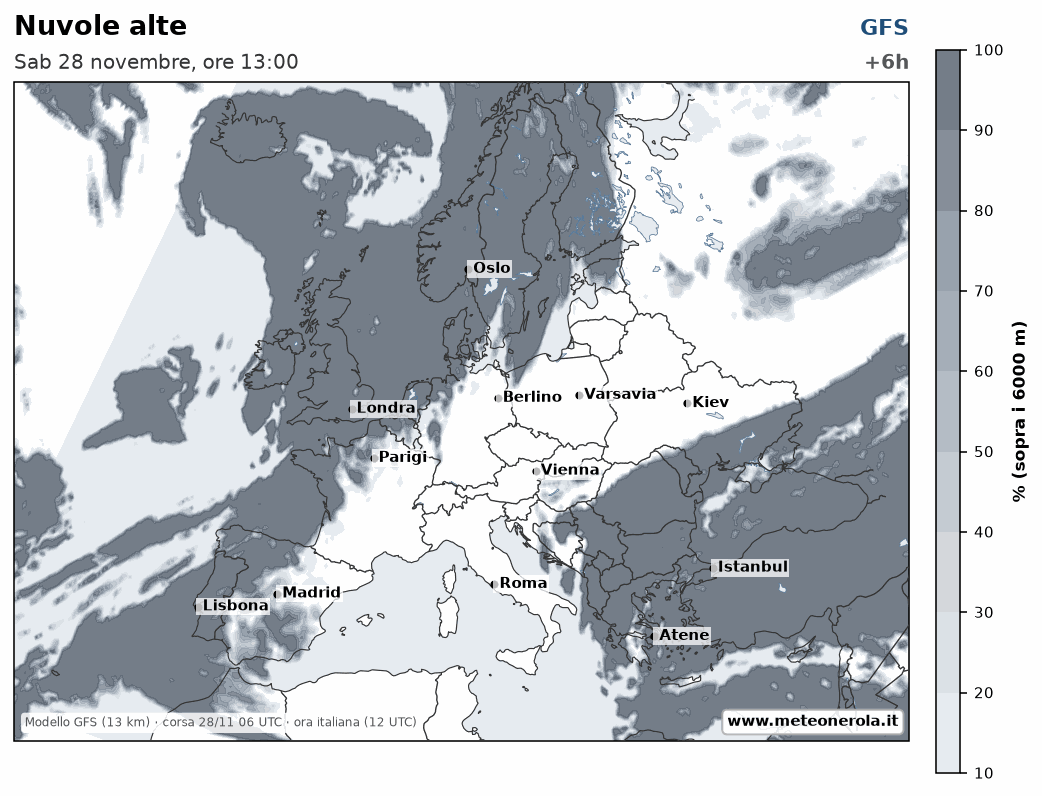 Nuvole alte
GFS
Sab 28 novembre, ore 13:00
+6h
100
90
80
70
60
50
40
30
20
10
% (sopra i 6000 m)
Oslo
Berlino
Varsavia
Kiev
Londra
Parigi
Vienna
Istanbul
Roma
Madrid
Lisbona
Atene
Modello GFS (13 km) · corsa 28/11 06 UTC · ora italiana (12 UTC)
www.meteonerola.it